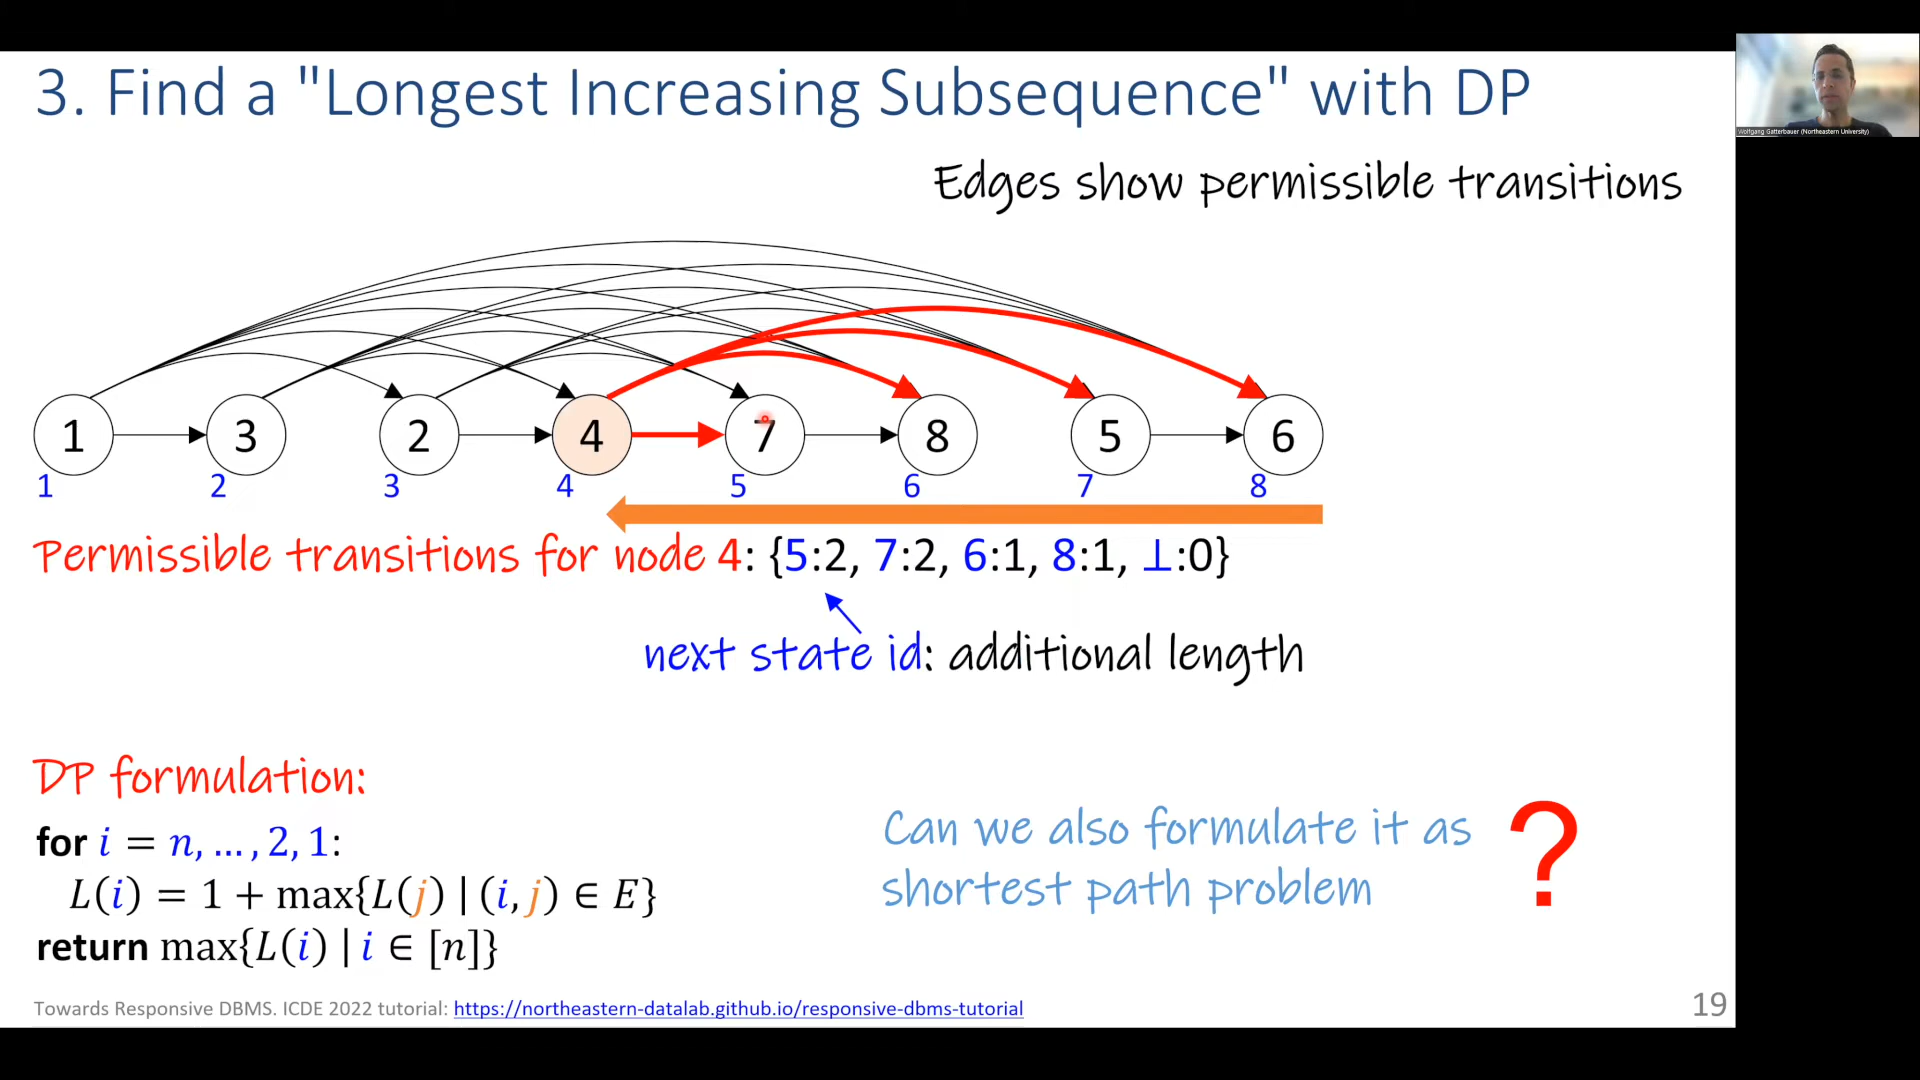 3. Find a "Longest Increasing Subsequence" with DP
Wolfgang Gatterbauer (Northeastern University)
Edges show permissible transitions
1 3 2 4 7 8 5 6
1 2 3 4 5 6 7 8
Permissible transitions for node 4: {5:2, 7:2, 6:1, 8:1, ⊥:0}
next state id: additional length
DP formulation:
for i = n, … , 2, 1:
L(i) = 1 + max{L(j) | (i, j) ∈ E}
return max{L(i) | i ∈ [n]}
Can we also formulate it as
shortest path problem
?
Towards Responsive DBMS. ICDE 2022 tutorial: https://northeastern-datalab.github.io/responsive-dbms-tutorial
19